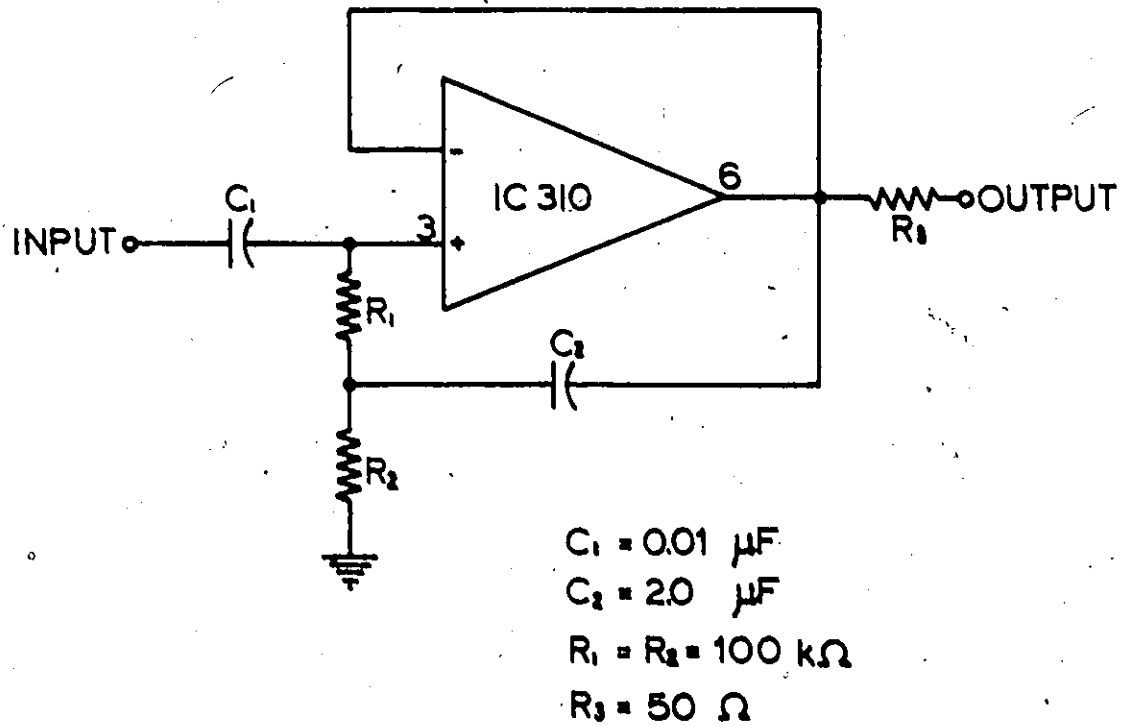 -
IC 310
6
OUTPUT
R₃
C₁
INPUT
3
+
R₁
C₂
R₂
C₁ = 0.01 μF
C₂ = 2.0 μF
R₁ = R₂ = 100 kΩ
R₃ = 50 Ω